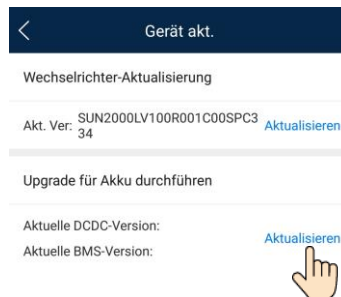 Gerät akt.
Wechselrichter-Aktualisierung
Akt. Ver: SUN2000LV100R001C00SPC3 Aktualisieren
34
Upgrade für Akku durchführen
Aktuelle DCDC-Version:
Aktualisieren
Aktuelle BMS-Version: